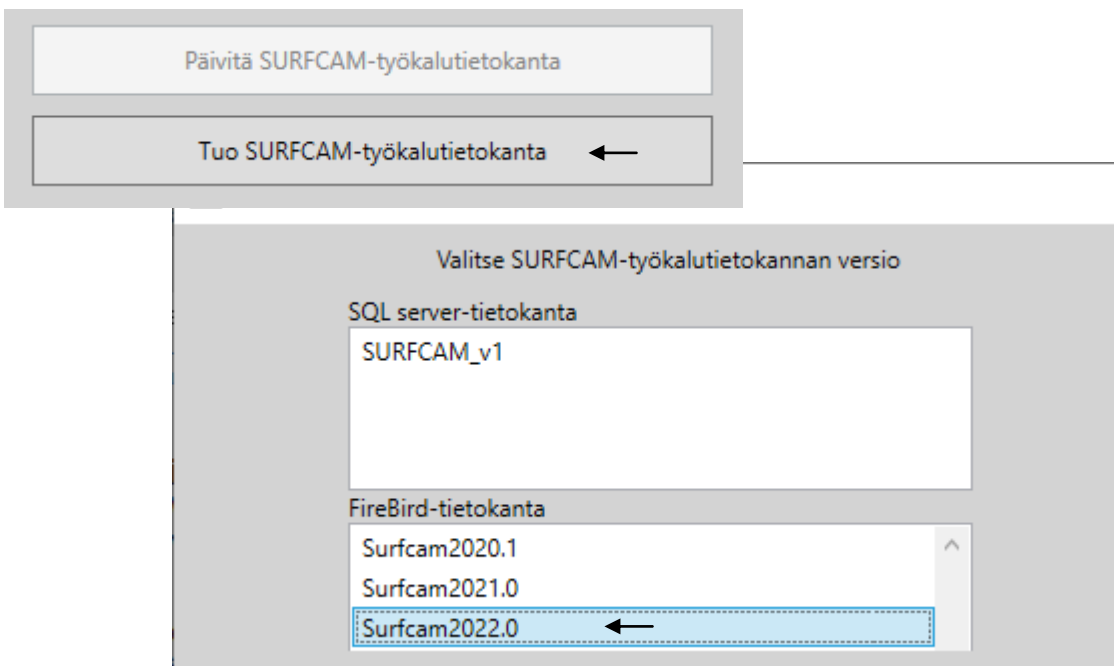 Päivitä SURFCAM-työkalutietokanta
Tuo SURFCAM-työkalutietokanta
Valitse SURFCAM-työkalutietokannan versio
SQL server-tietokanta
SURFCAM_v1
FireBird-tietokanta
Surfcam2020.1
Surfcam2021.0
Surfcam2022.0